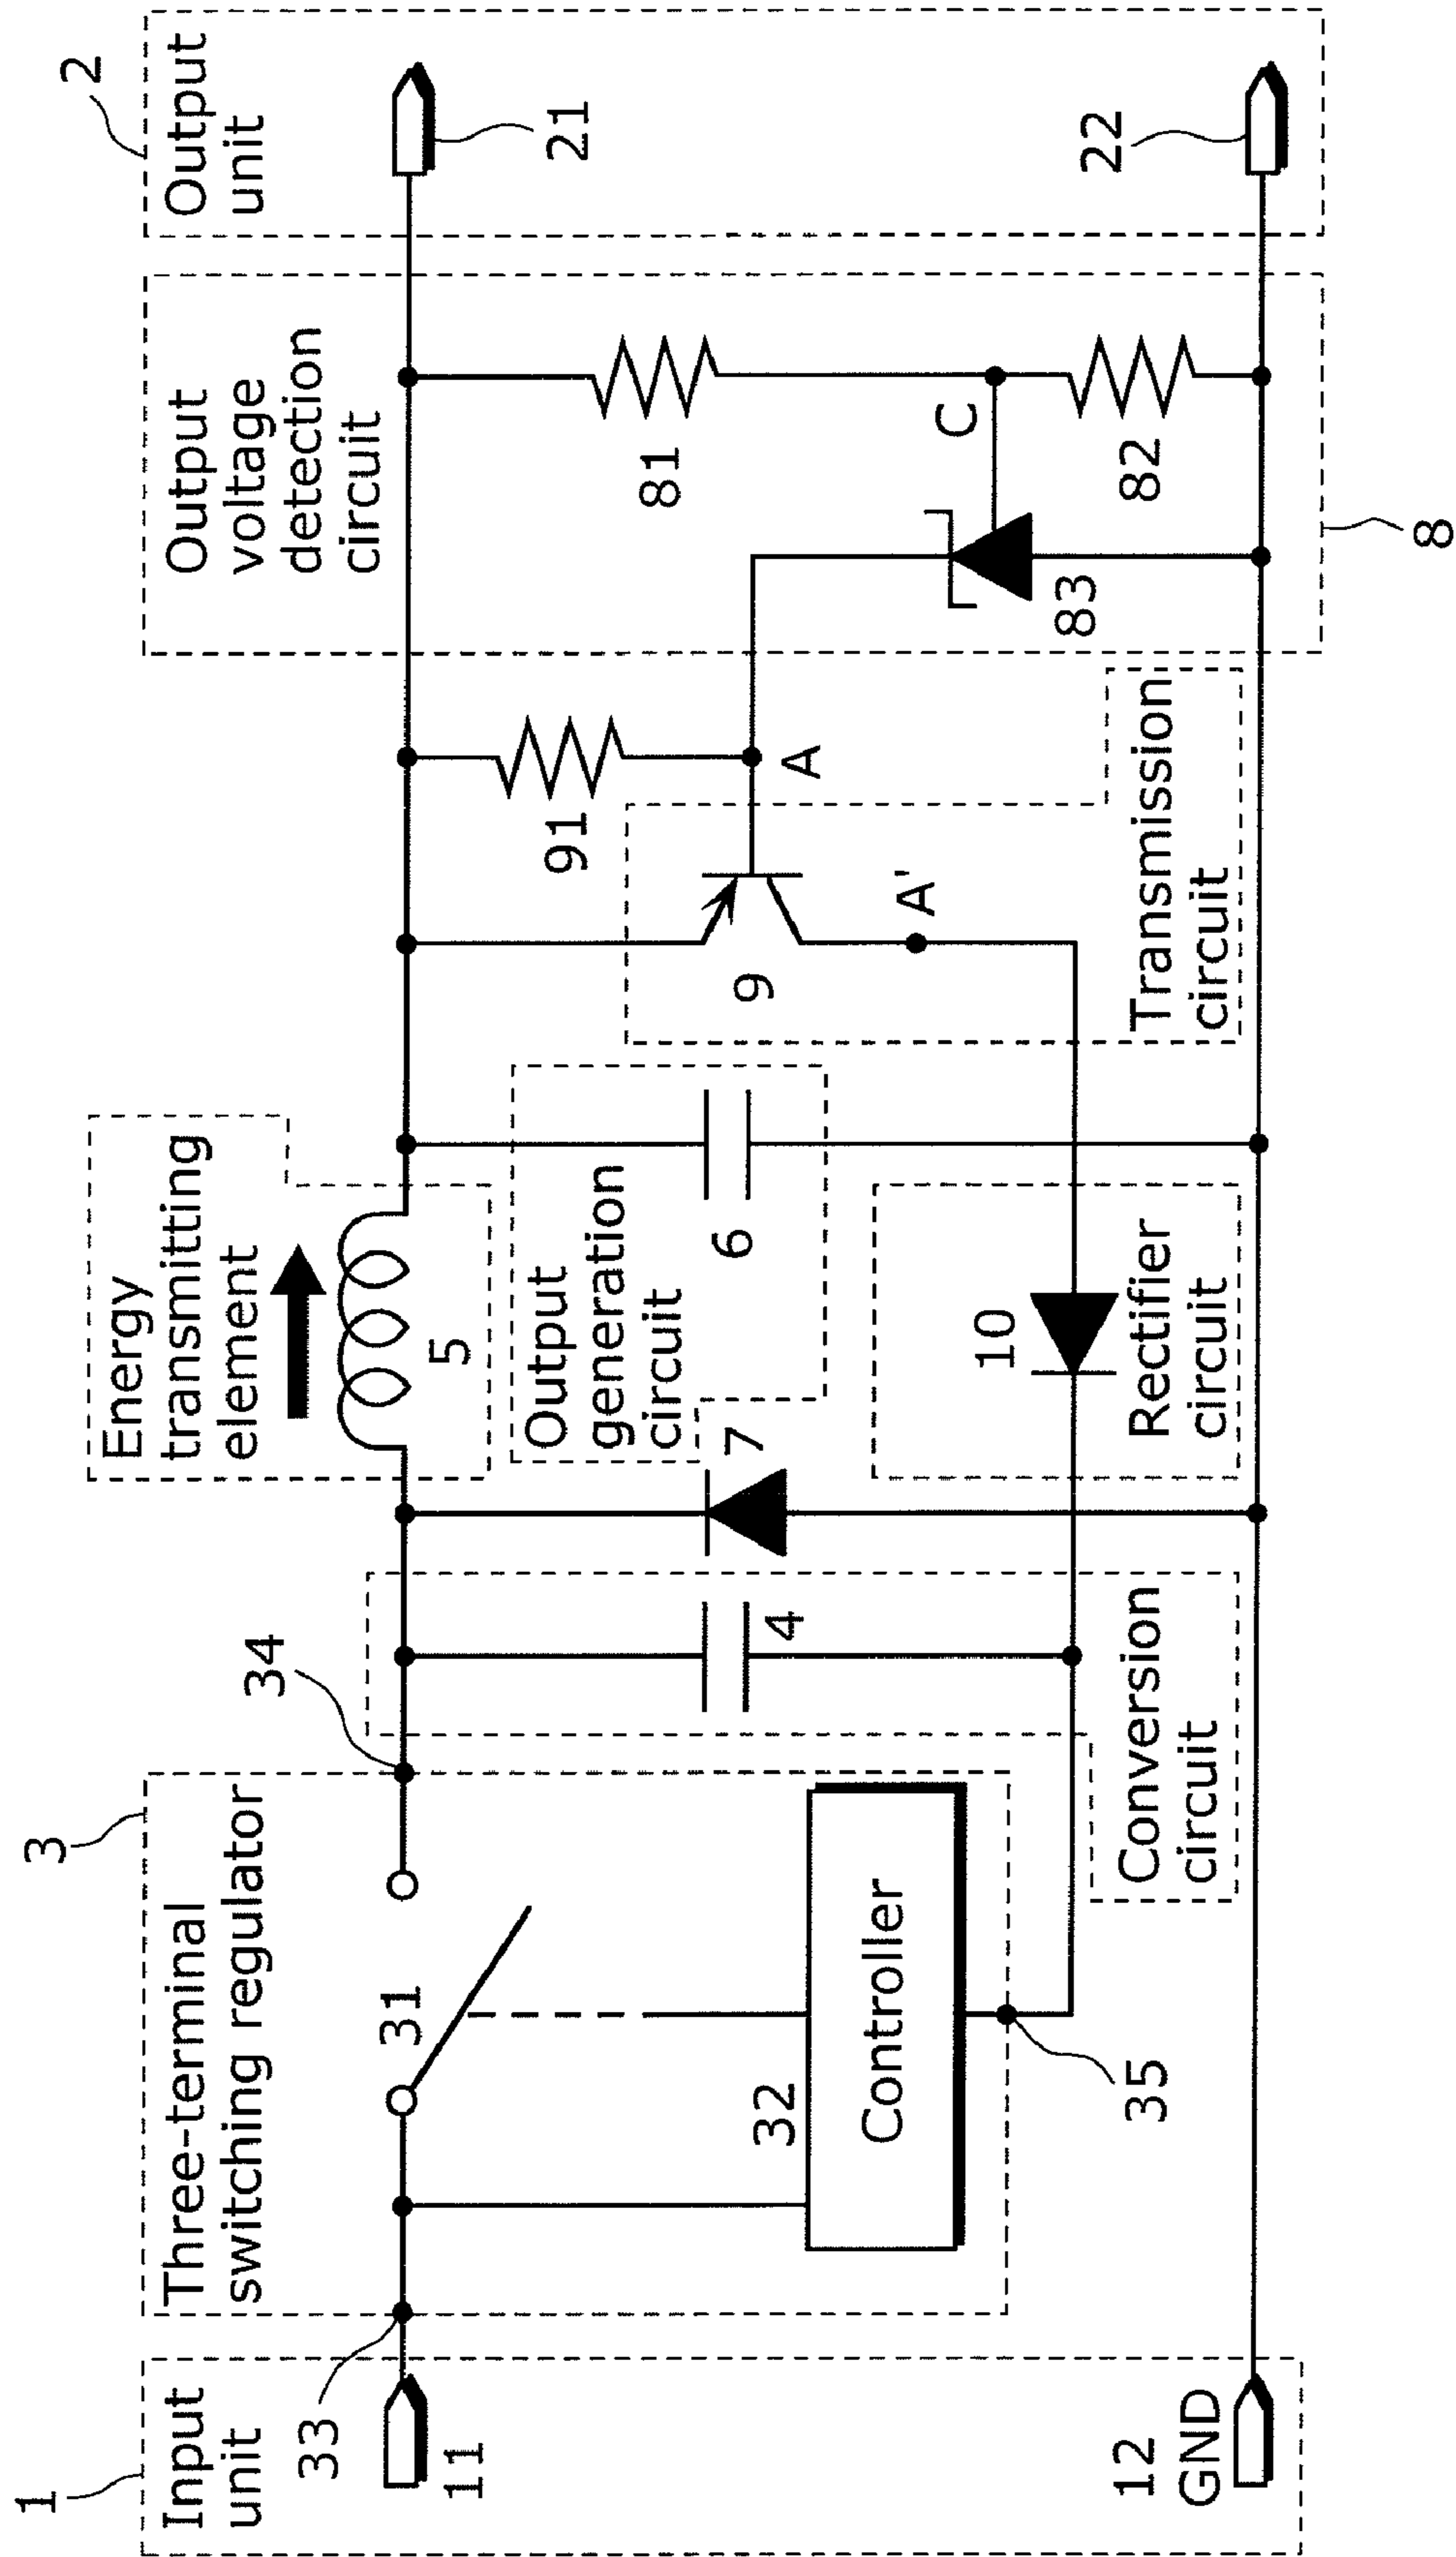 1
Input
unit
11
12
GND
33
3
Three-terminal
switching regulator
31
32
Controller
34
35
4
Conversion
circuit
7
Energy
transmitting
element
5
Output
generation
circuit
6
10
Rectifier
circuit
9
91
A
A'
Transmission
circuit
Output
voltage
detection
circuit
81
C
82
83
8
2
Output
unit
21
22